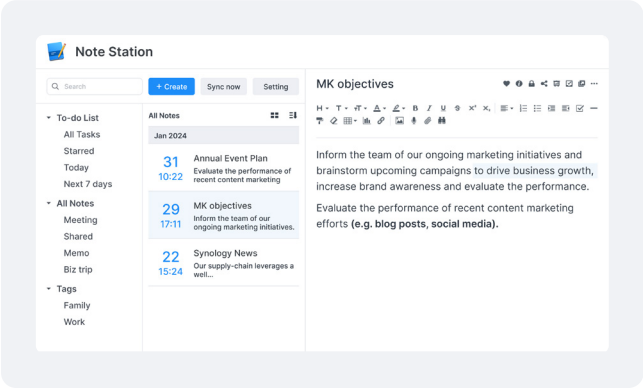 Note Station
Search
+ Create
Sync now
Setting
To-do List
All Tasks
Starred
Today
Next 7 days
All Notes
Meeting
Shared
Memo
Biz trip
Tags
Family
Work
All Notes
Jan 2024
31
10:22
Annual Event Plan
Evaluate the performance of
recent content marketing
29
17:11
MK objectives
Inform the team of our
ongoing marketing initiatives.
22
15:24
Synology News
Our supply-chain leverages a
well...
MK objectives
Inform the team of our ongoing marketing initiatives and
brainstorm upcoming campaigns to drive business growth,
increase brand awareness and evaluate the performance.
Evaluate the performance of recent content marketing
efforts (e.g. blog posts, social media).